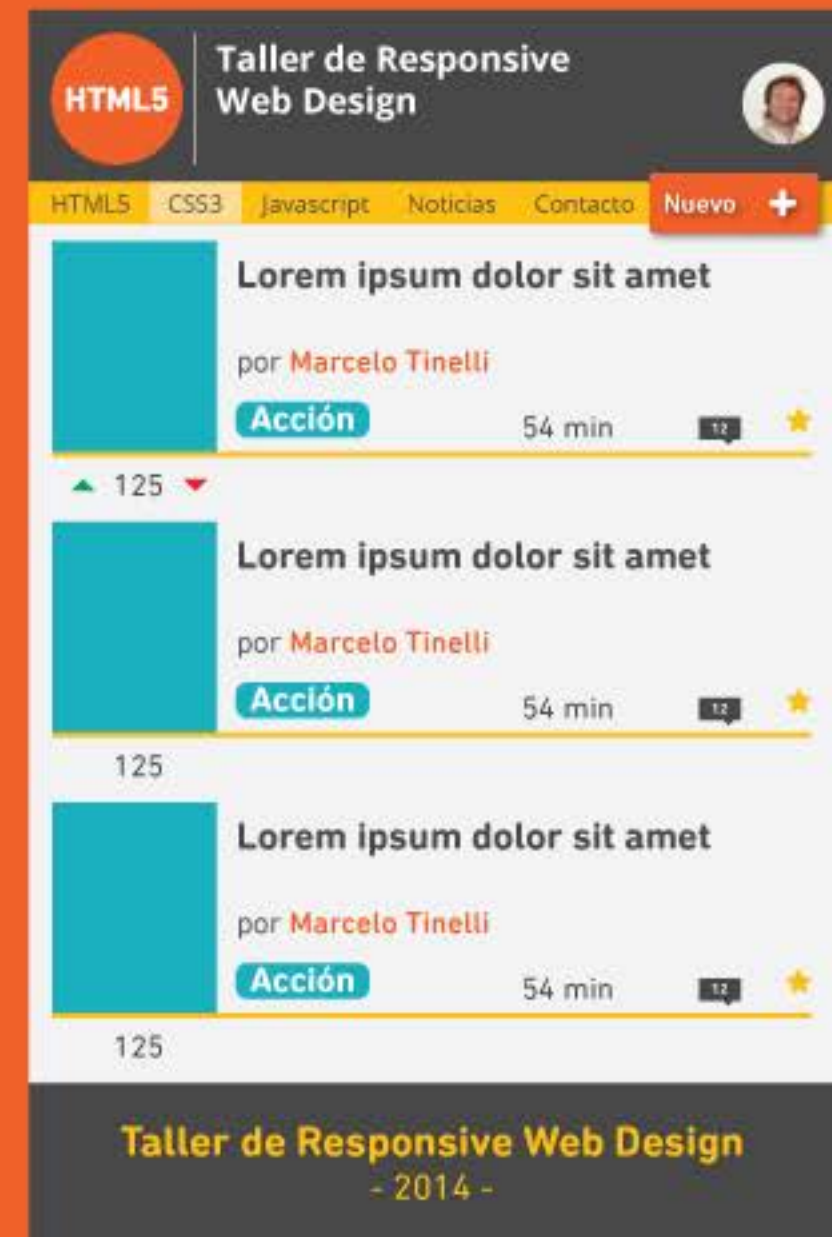 HTML5
Taller de Responsive
Web Design
HTML5 CSS3 Javascript Noticias Contacto Nuevo +
Lorem ipsum dolor sit amet
por Marcelo Tinelli
Acción 54 min 12
125
Lorem ipsum dolor sit amet
por Marcelo Tinelli
Acción 54 min 12
125
Lorem ipsum dolor sit amet
por Marcelo Tinelli
Acción 54 min 12
125
Taller de Responsive Web Design
- 2014 -